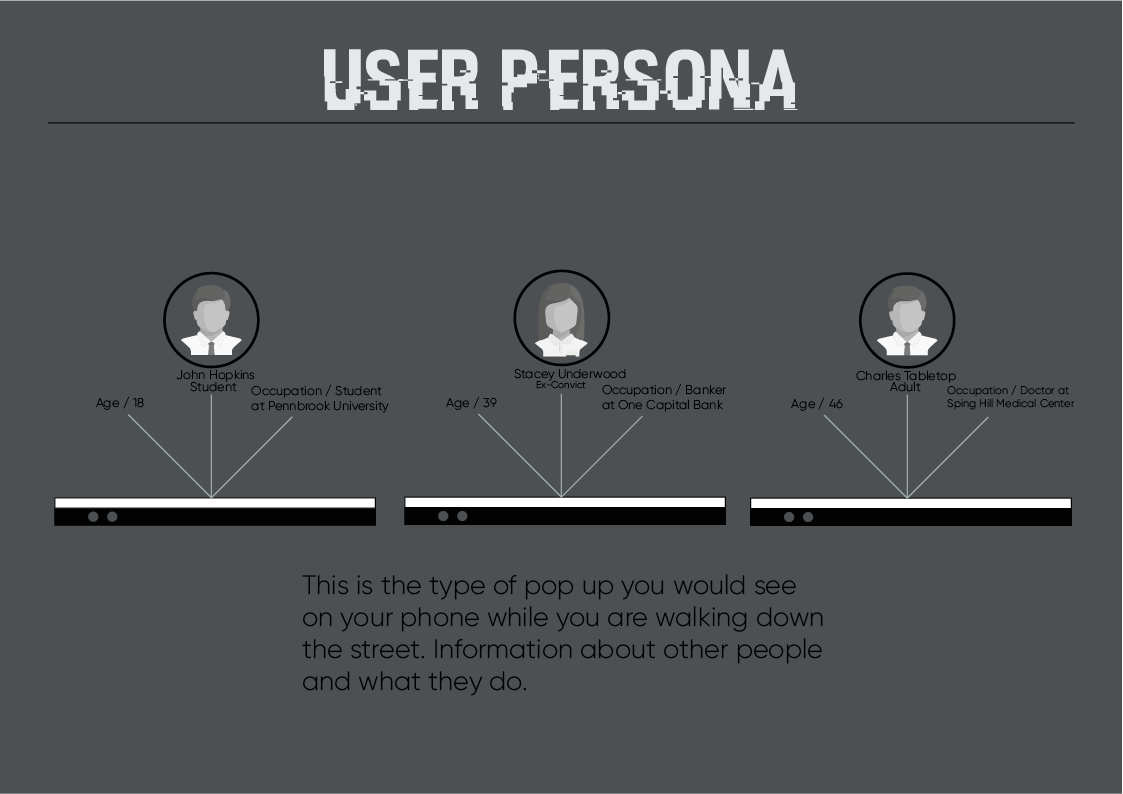 USER PERSONA
John Hopkins
Student
Age / 18
Occupation / Student
at Pennbrook University
Stacey Underwood
Ex-Convict
Age / 39
Occupation / Banker
at One Capital Bank
Charles Tabletop
Adult
Age / 46
Occupation / Doctor at
Sping Hill Medical Center
This is the type of pop up you would see
on your phone while you are walking down
the street. Information about other people
and what they do.